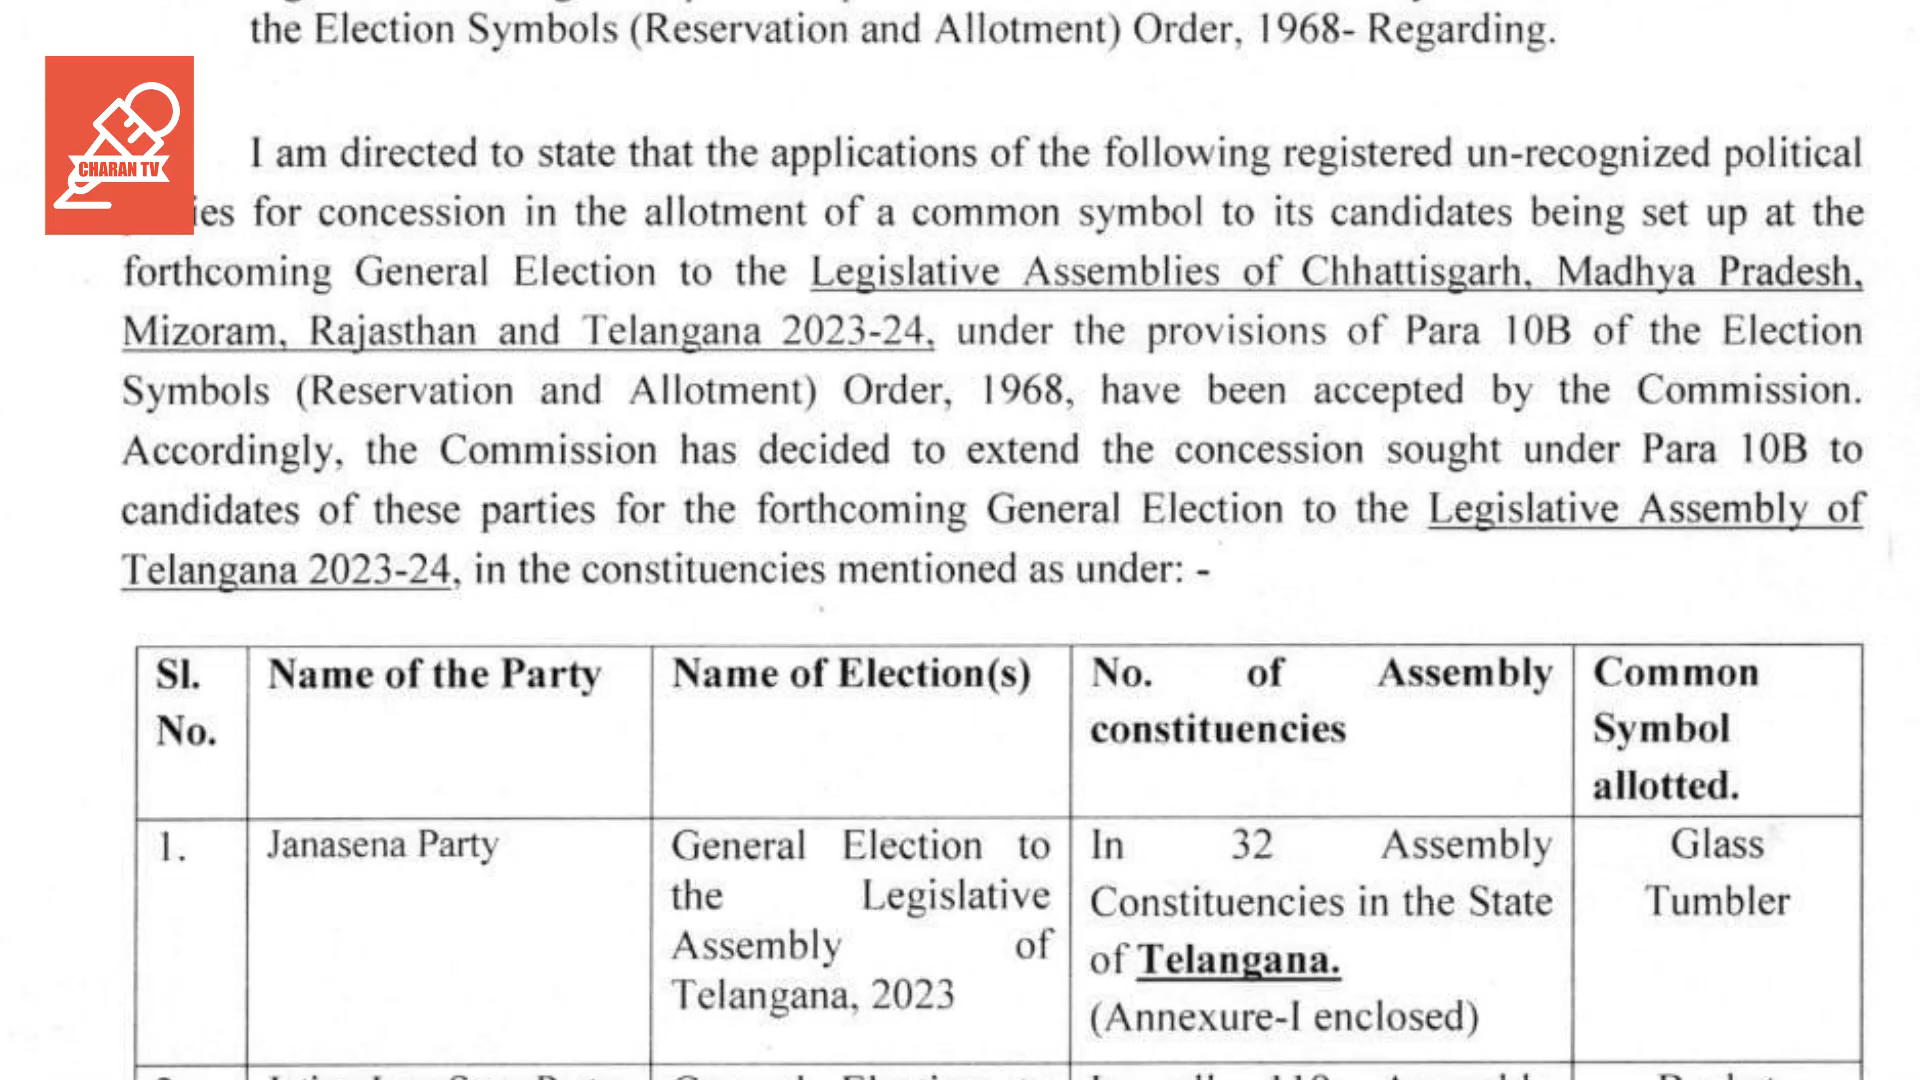 the Election Symbols (Reservation and Allotment) Order, 1968- Regarding.
CHARAN TV
I am directed to state that the applications of the following registered un-recognized political
ies for concession in the allotment of a common symbol to its candidates being set up at the
forthcoming General Election to the Legislative Assemblies of Chhattisgarh, Madhya Pradesh,
Mizoram, Rajasthan and Telangana 2023-24, under the provisions of Para 10B of the Election
Symbols (Reservation and Allotment) Order, 1968, have been accepted by the Commission.
Accordingly, the Commission has decided to extend the concession sought under Para 10B to
candidates of these parties for the forthcoming General Election to the Legislative Assembly of
Telangana 2023-24, in the constituencies mentioned as under: -
Sl.
No.
Name of the Party
Name of Election(s)
No. of Assembly
constituencies
Common
Symbol
allotted.
1.
Janasena Party
General Election to
the Legislative
Assembly of
Telangana, 2023
In 32 Assembly
Constituencies in the State
of Telangana.
(Annexure-I enclosed)
Glass
Tumbler